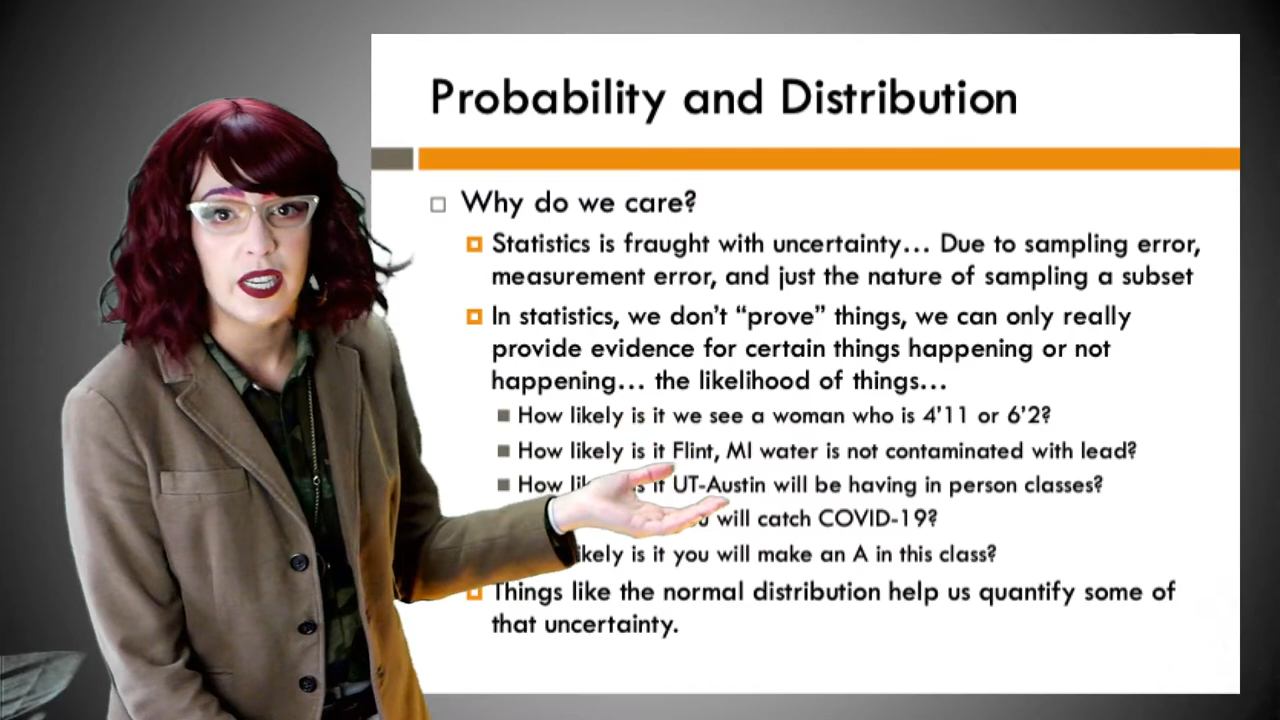 Probability and Distribution
Why do we care?
Statistics is fraught with uncertainty... Due to sampling error,
measurement error, and just the nature of sampling a subset
In statistics, we don't “prove” things, we can only really
provide evidence for certain things happening or not
happening... the likelihood of things...
How likely is it we see a woman who is 4'11 or 6'2?
How likely is it Flint, MI water is not contaminated with lead?
How it UT-Austin will be having in person classes?
will catch COVID-19?
is it you will make an A in this class?
Things like the normal distribution help us quantify some of
that uncertainty.